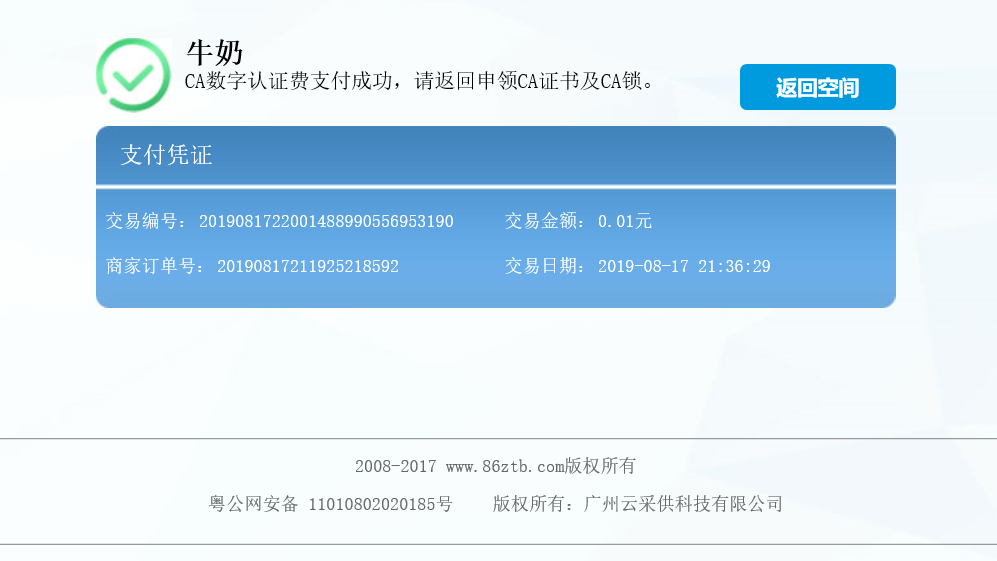 牛奶
CA数字认证费支付成功，请返回申领CA证书及CA锁。
返回空间
支付凭证
交易编号：2019081722001488990556953190 交易金额：0.01元
商家订单号：20190817211925218592 交易日期：2019-08-17 21:36:29
2008-2017 www.86ztb.com版权所有
粤公网安备 11010802020185号 版权所有：广州云采供科技有限公司